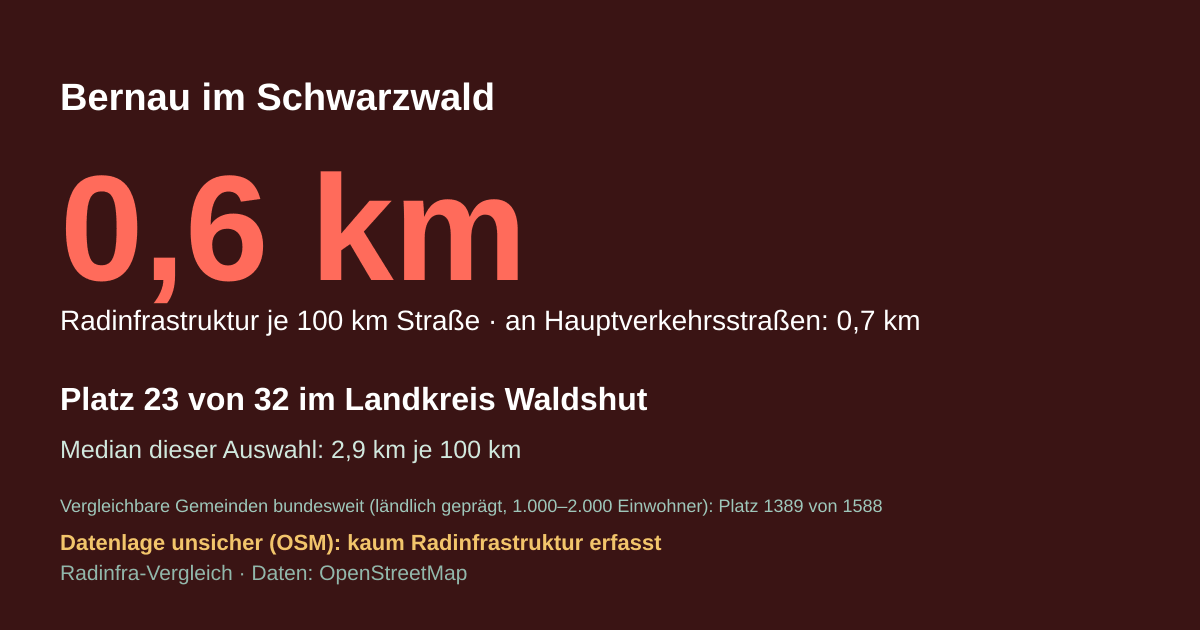 Bernau im Schwarzwald
0,6 km
Radinfrastruktur je 100 km Straße · an Hauptverkehrsstraßen: 0,7 km
Platz 23 von 32 im Landkreis Waldshut
Median dieser Auswahl: 2,9 km je 100 km
Vergleichbare Gemeinden bundesweit (ländlich geprägt, 1.000–2.000 Einwohner): Platz 1389 von 1588
Datenlage unsicher (OSM): kaum Radinfrastruktur erfasst
Radinfra-Vergleich · Daten: OpenStreetMap